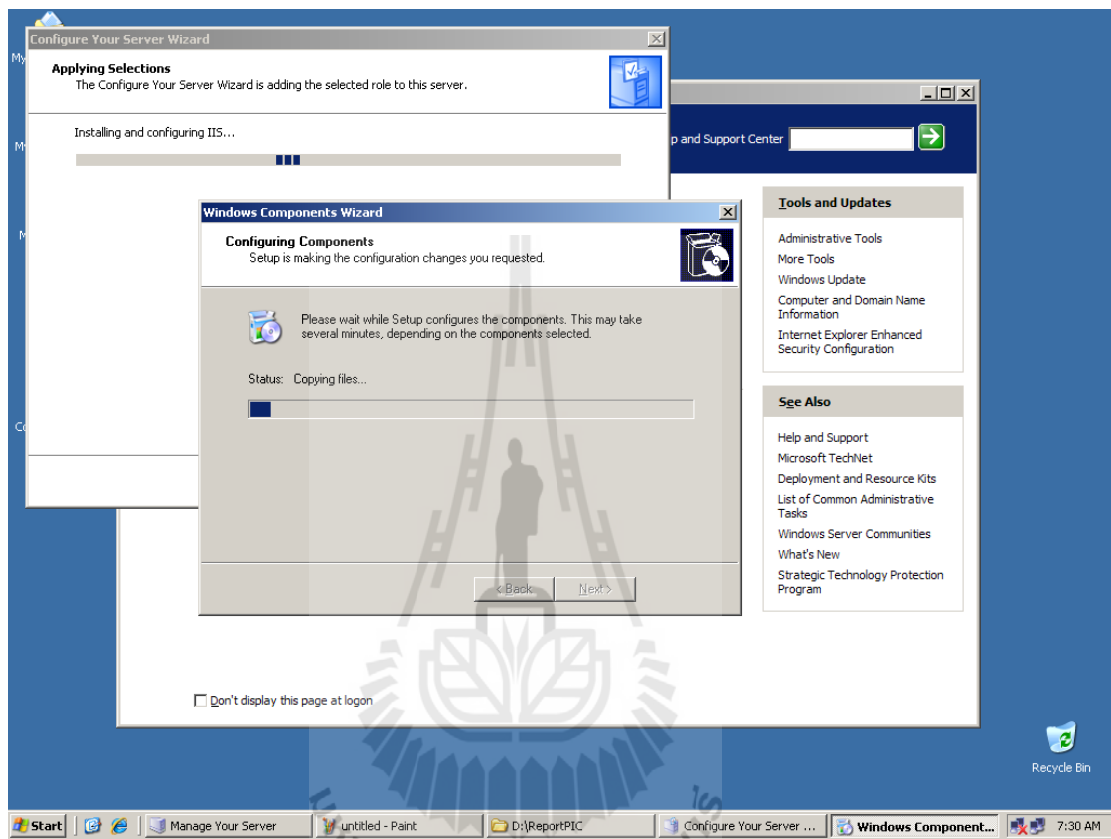 Configure Your Server Wizard
Applying Selections
The Configure Your Server Wizard is adding the selected role to this server.
Installing and configuring IIS...
p and Support Center
Windows Components Wizard
Configuring Components
Setup is making the configuration changes you requested.
Please wait while Setup configures the components. This may take
several minutes, depending on the components selected.
Status: Copying files...
< Back
Next >
Tools and Updates
Administrative Tools
More Tools
Windows Update
Computer and Domain Name
Information
Internet Explorer Enhanced
Security Configuration
See Also
Help and Support
Microsoft TechNet
Deployment and Resource Kits
List of Common Administrative
Tasks
Windows Server Communities
What's New
Strategic Technology Protection
Program
Don't display this page at logon
Recycle Bin
Start
Manage Your Server
untitled - Paint
D:\ReportPIC
Configure Your Server ...
Windows Component...
7:30 AM